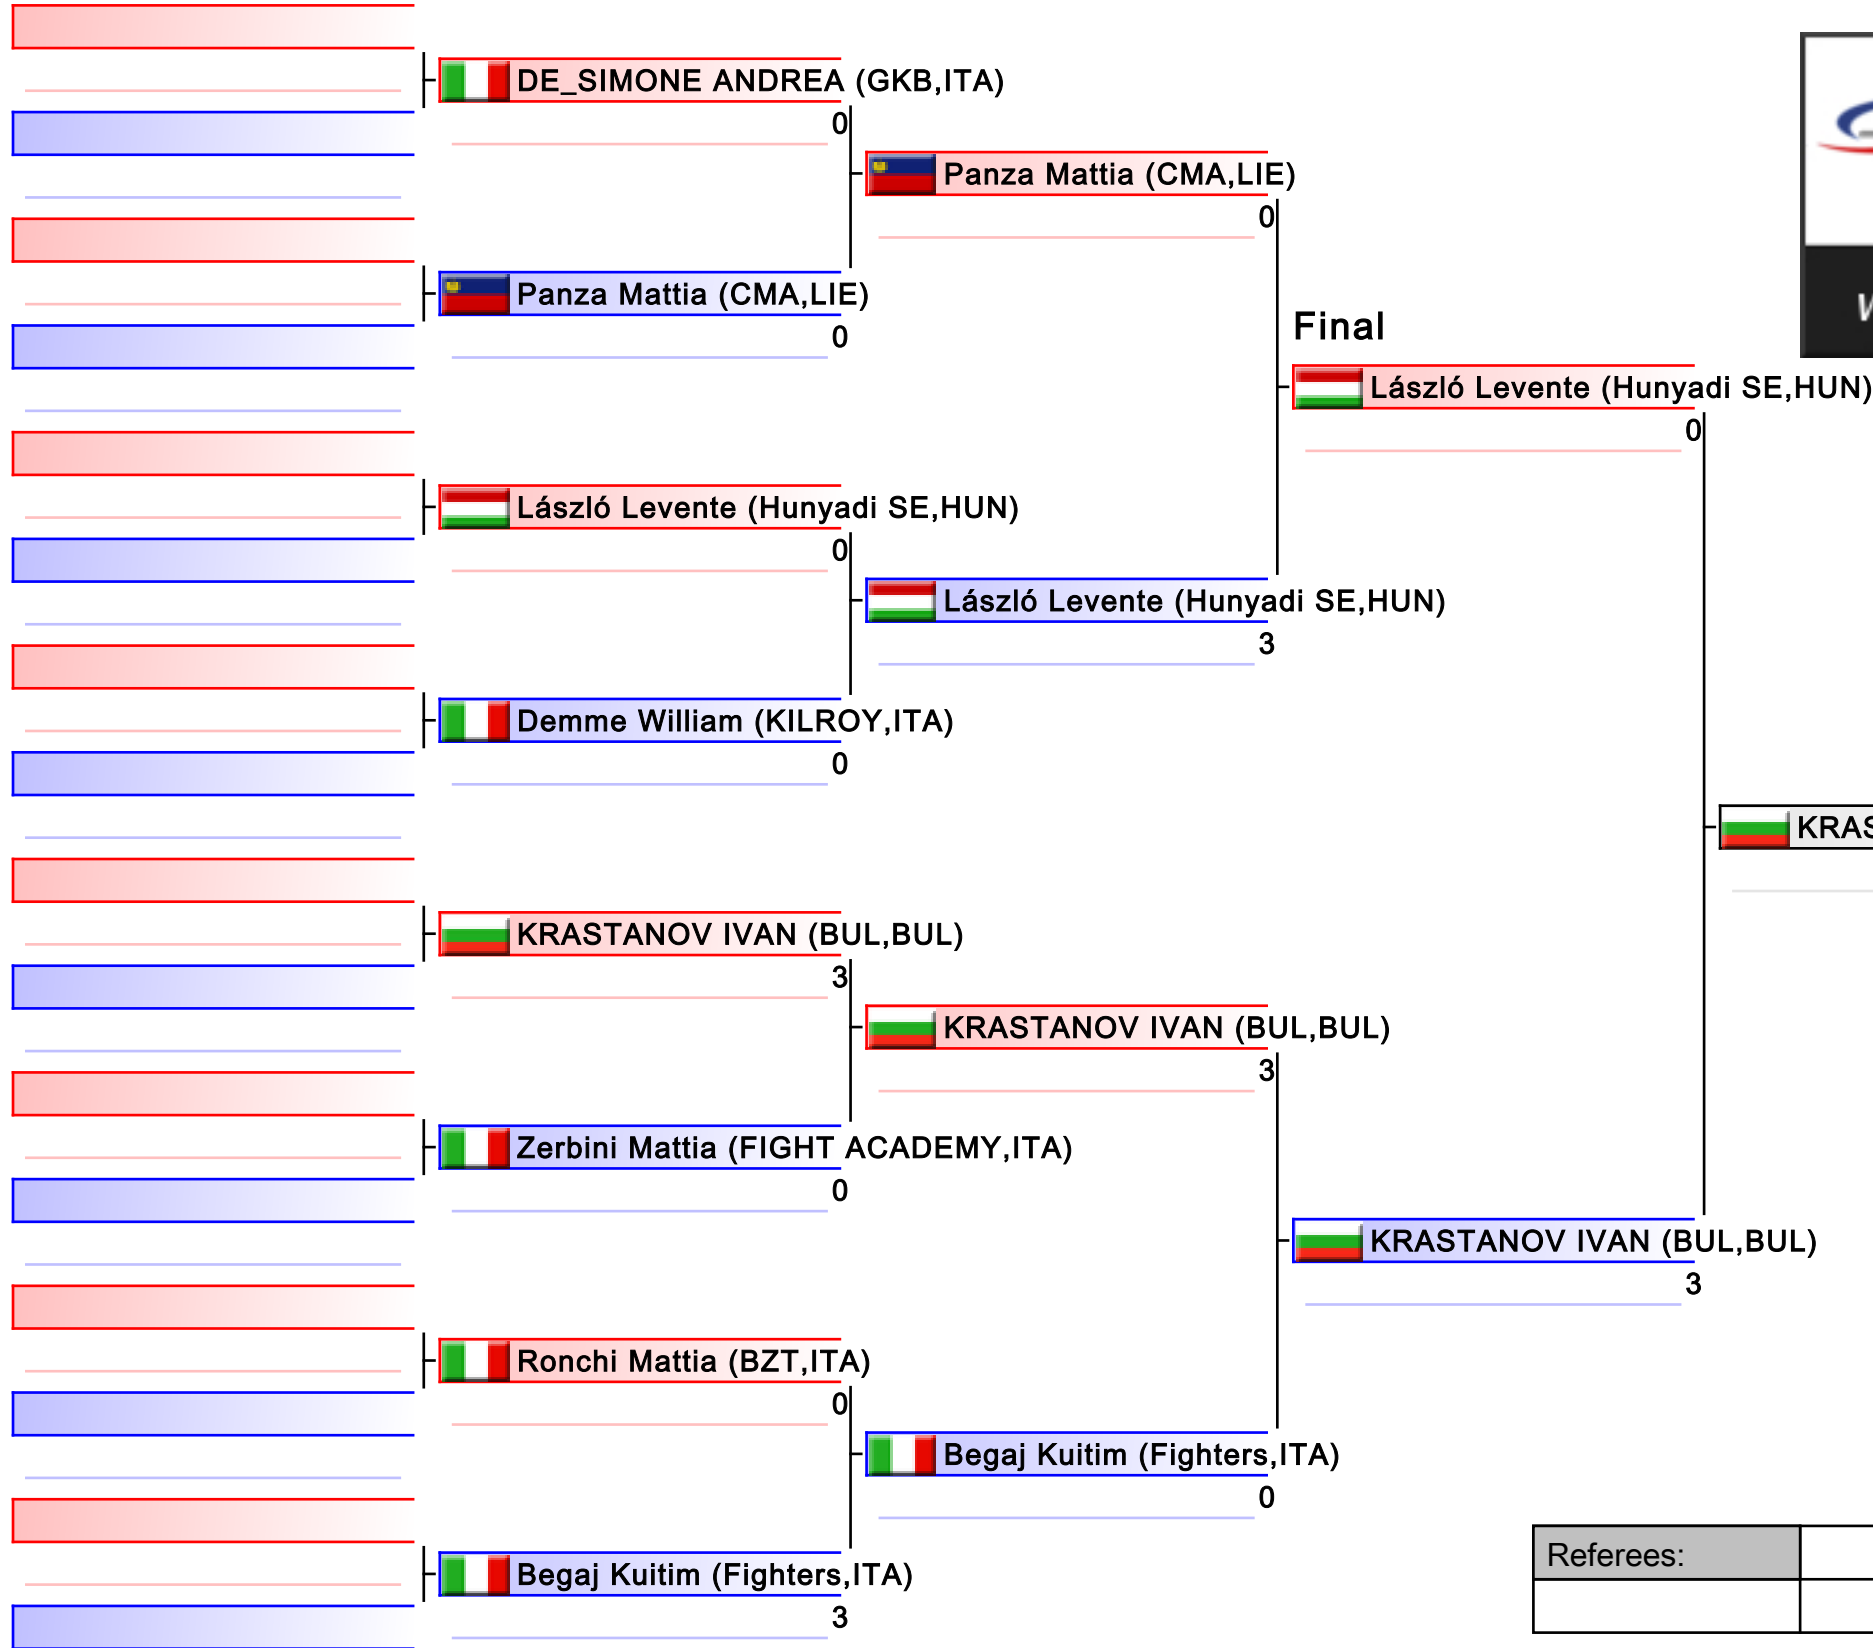 DE_SIMONE ANDREA (GKB,ITA)
0
Panza Mattia (CMA,LIE)
0
Panza Mattia (CMA,LIE)
0
Final
László Levente (Hunyadi SE,HUN)
0
László Levente (Hunyadi SE,HUN)
0
László Levente (Hunyadi SE,HUN)
3
Demme William (KILROY,ITA)
0
KRAS
KRASTANOV IVAN (BUL,BUL)
3
KRASTANOV IVAN (BUL,BUL)
3
Zerbini Mattia (FIGHT ACADEMY,ITA)
0
KRASTANOV IVAN (BUL,BUL)
3
Ronchi Mattia (BZT,ITA)
0
Begaj Kuitim (Fighters,ITA)
0
Begaj Kuitim (Fighters,ITA)
3
Referees: